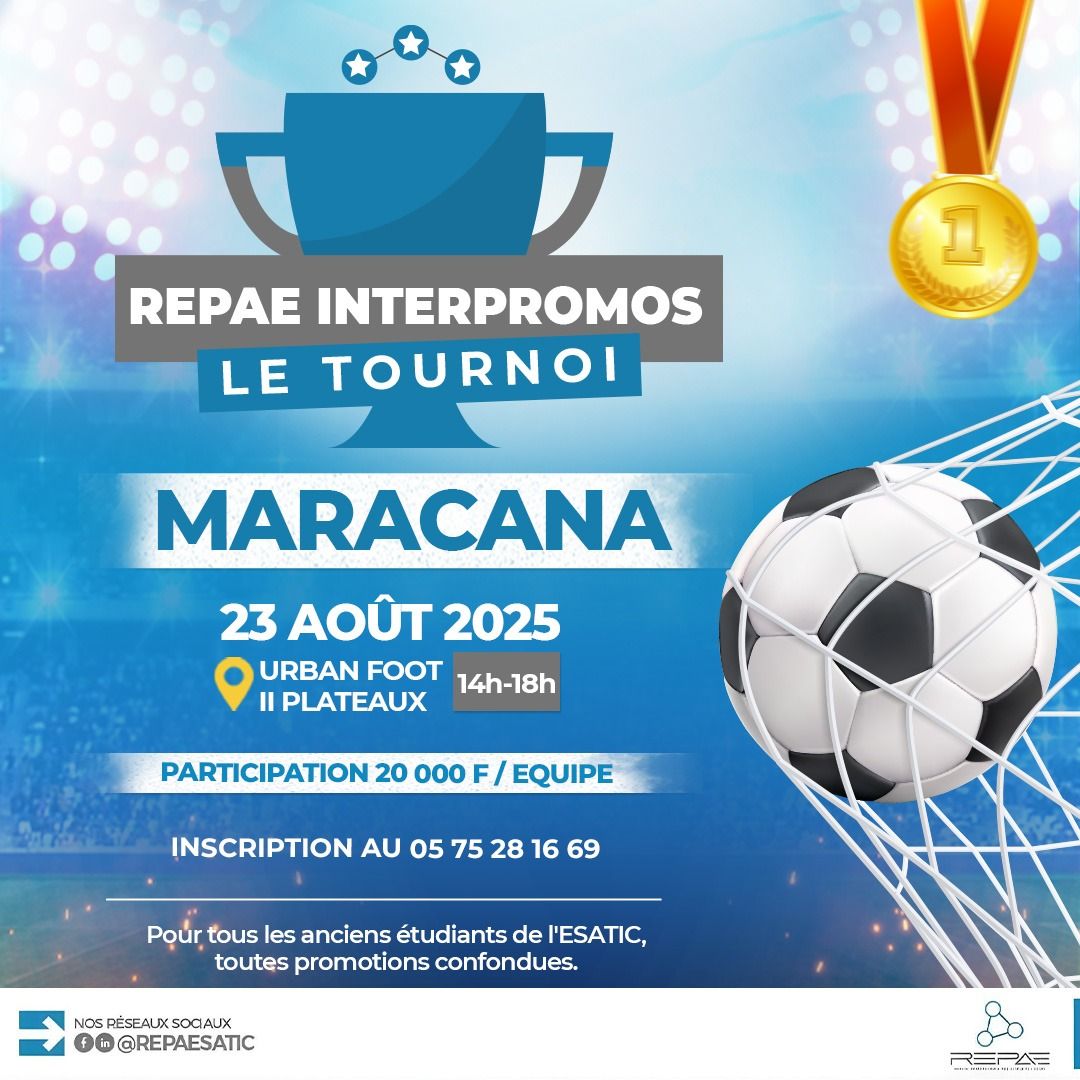 1
REPAE INTERPROMOS
LE TOURNOI
MARACANA
23 AOÛT 2025
URBAN FOOT
II PLATEAUX
14h-18h
PARTICIPATION 20 000 F / EQUIPE
INSCRIPTION AU 05 75 28 16 69
Pour tous les anciens étudiants de l'ESATIC,
toutes promotions confondues.
NOS RÉSEAUX SOCIAUX
f in @REPAESATIC
REPAE